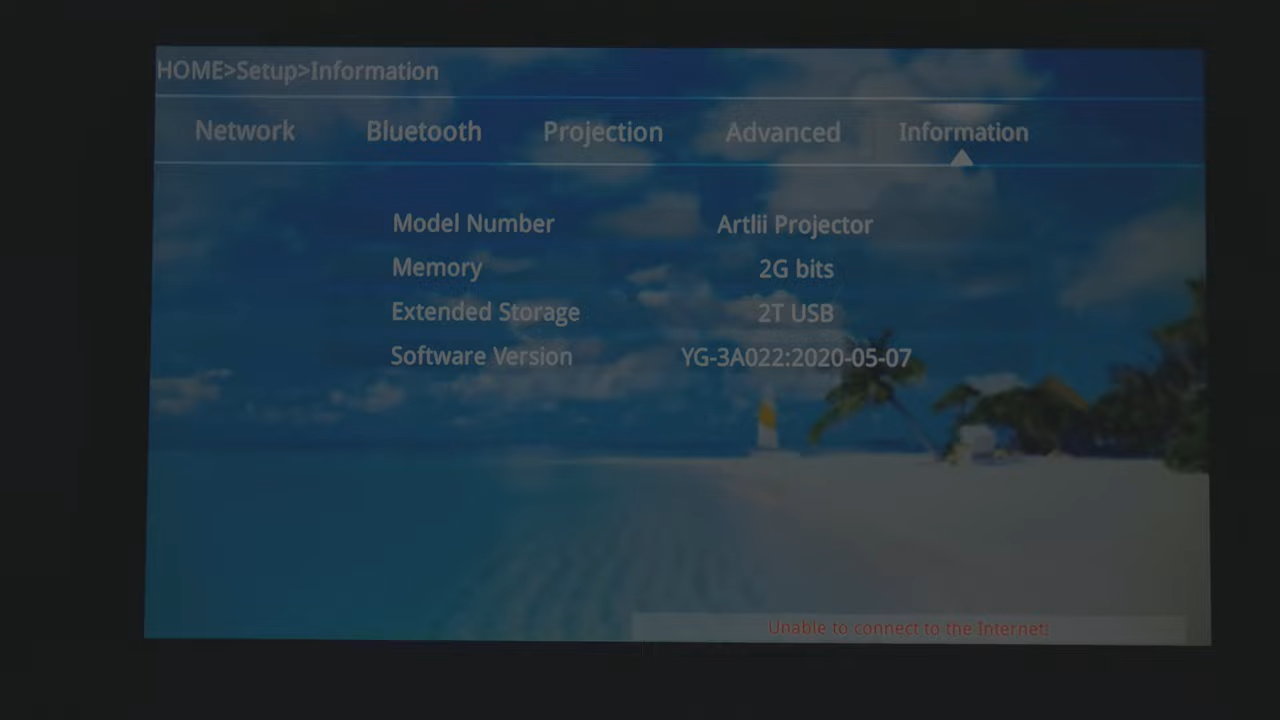 HOME>Setup>Information
Network Bluetooth Projection Advanced Information
Model Number Artlii Projector
Memory 2G bits
Extended Storage 2T USB
Software Version YG-3A022:2020-05-07
Unable to connect to the Internet!